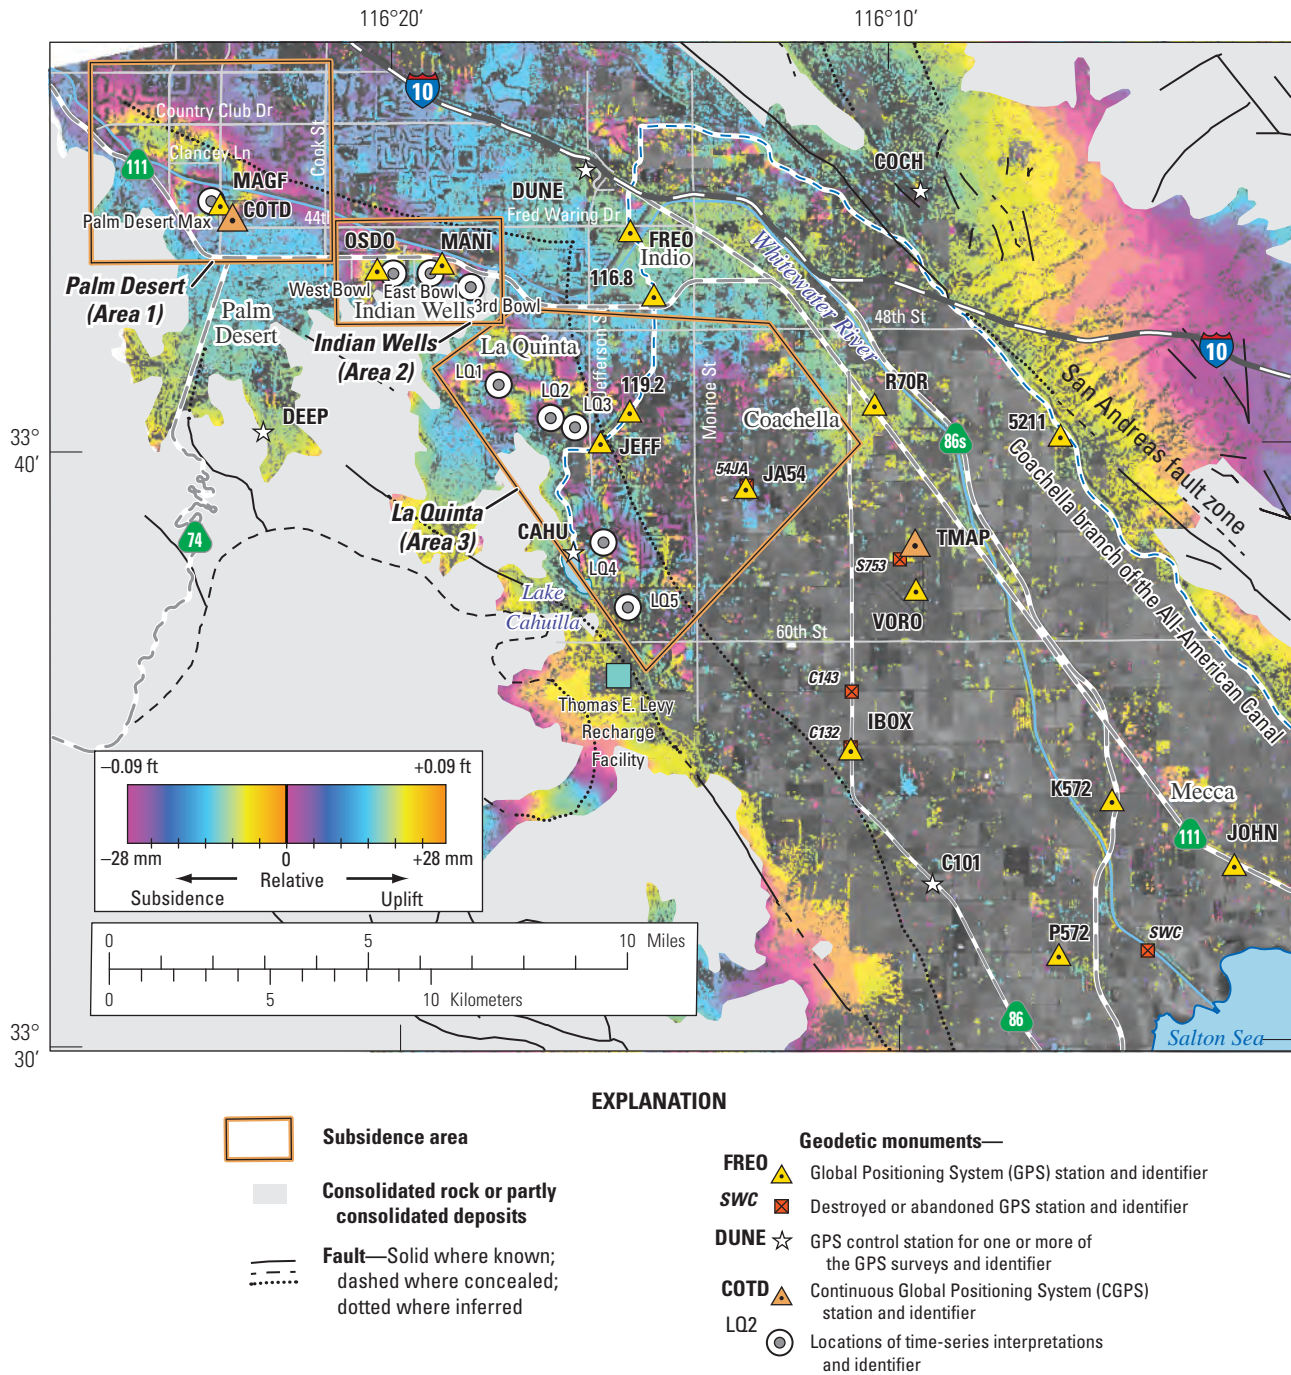 116°20′
116°10′
10
Country Club Dr
Cook St
Clancey Ln
111
MAGF
COTD
Palm Desert Max
44th
DUNE
Fred Waring Dr
COCH
FREO
Indio
Whitewater River
OSDO
MANI
116.8
West Bowl
East Bowl
3rd Bowl
Indian Wells
Palm Desert
(Area 1)
Palm
Desert
Indian Wells
(Area 2)
48th St
10
La Quinta
Jefferson St
Monroe St
LQ1
LQ2
LQ3
119.2
R70R
San Andreas fault zone
DEEP
Coachella
5211
86s
33°
40′
JEFF
54JA
JA54
Coachella branch of the All-American Canal
La Quinta
(Area 3)
74
CAHU
LQ4
TMAP
S753
Lake
Cahuilla
LQ5
VORO
60th St
C143
Thomas E. Levy
Recharge
Facility
IBOX
C132
–0.09 ft
+0.09 ft
–28 mm
0
+28 mm
Relative
Subsidence
Uplift
K572
Mecca
111
JOHN
C101
0
5
10 Miles
0
5
10 Kilometers
P572
SWC
86
33°
30′
Salton Sea
EXPLANATION
Subsidence area
Consolidated rock or partly
consolidated deposits
Fault—Solid where known;
dashed where concealed;
dotted where inferred
Geodetic monuments—
FREO
Global Positioning System (GPS) station and identifier
SWC
Destroyed or abandoned GPS station and identifier
DUNE
GPS control station for one or more of
the GPS surveys and identifier
COTD
Continuous Global Positioning System (CGPS)
station and identifier
LQ2
Locations of time-series interpretations
and identifier